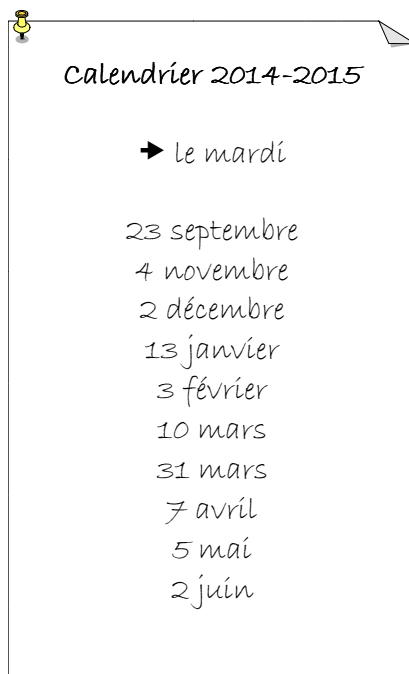 Calendrier 2014-2015
➔ le mardi
23 septembre
4 novembre
2 décembre
13 janvier
3 février
10 mars
31 mars
7 avril
5 mai
2 juin